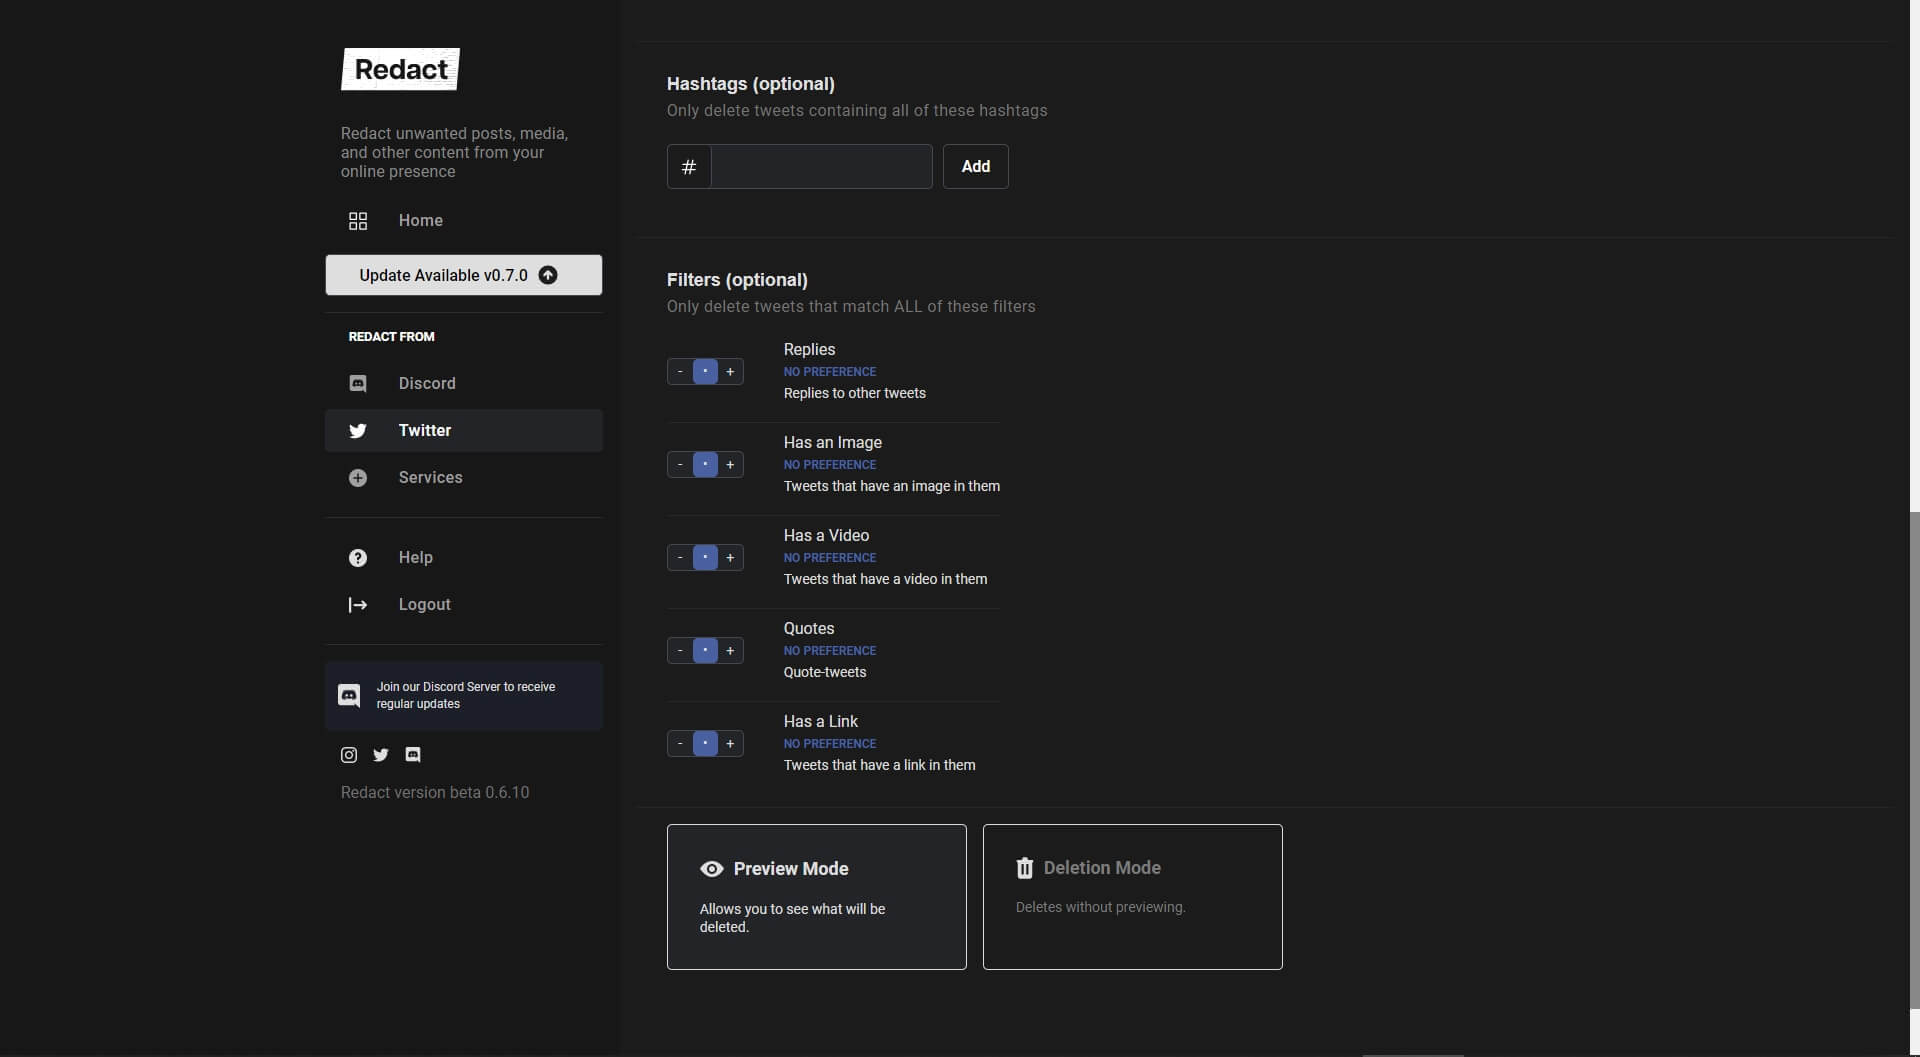 Redact
Redact unwanted posts, media,
and other content from your
online presence
Home
Update Available v0.7.0
REDACT FROM
Discord
Twitter
Services
Help
Logout
Join our Discord Server to receive
regular updates
Redact version beta 0.6.10
Hashtags (optional)
Only delete tweets containing all of these hashtags
# Add
Filters (optional)
Only delete tweets that match ALL of these filters
Replies
- · + NO PREFERENCE
Replies to other tweets
Has an Image
- · + NO PREFERENCE
Tweets that have an image in them
Has a Video
- · + NO PREFERENCE
Tweets that have a video in them
Quotes
- · + NO PREFERENCE
Quote-tweets
Has a Link
- · + NO PREFERENCE
Tweets that have a link in them
Preview Mode
Allows you to see what will be
deleted.
Deletion Mode
Deletes without previewing.